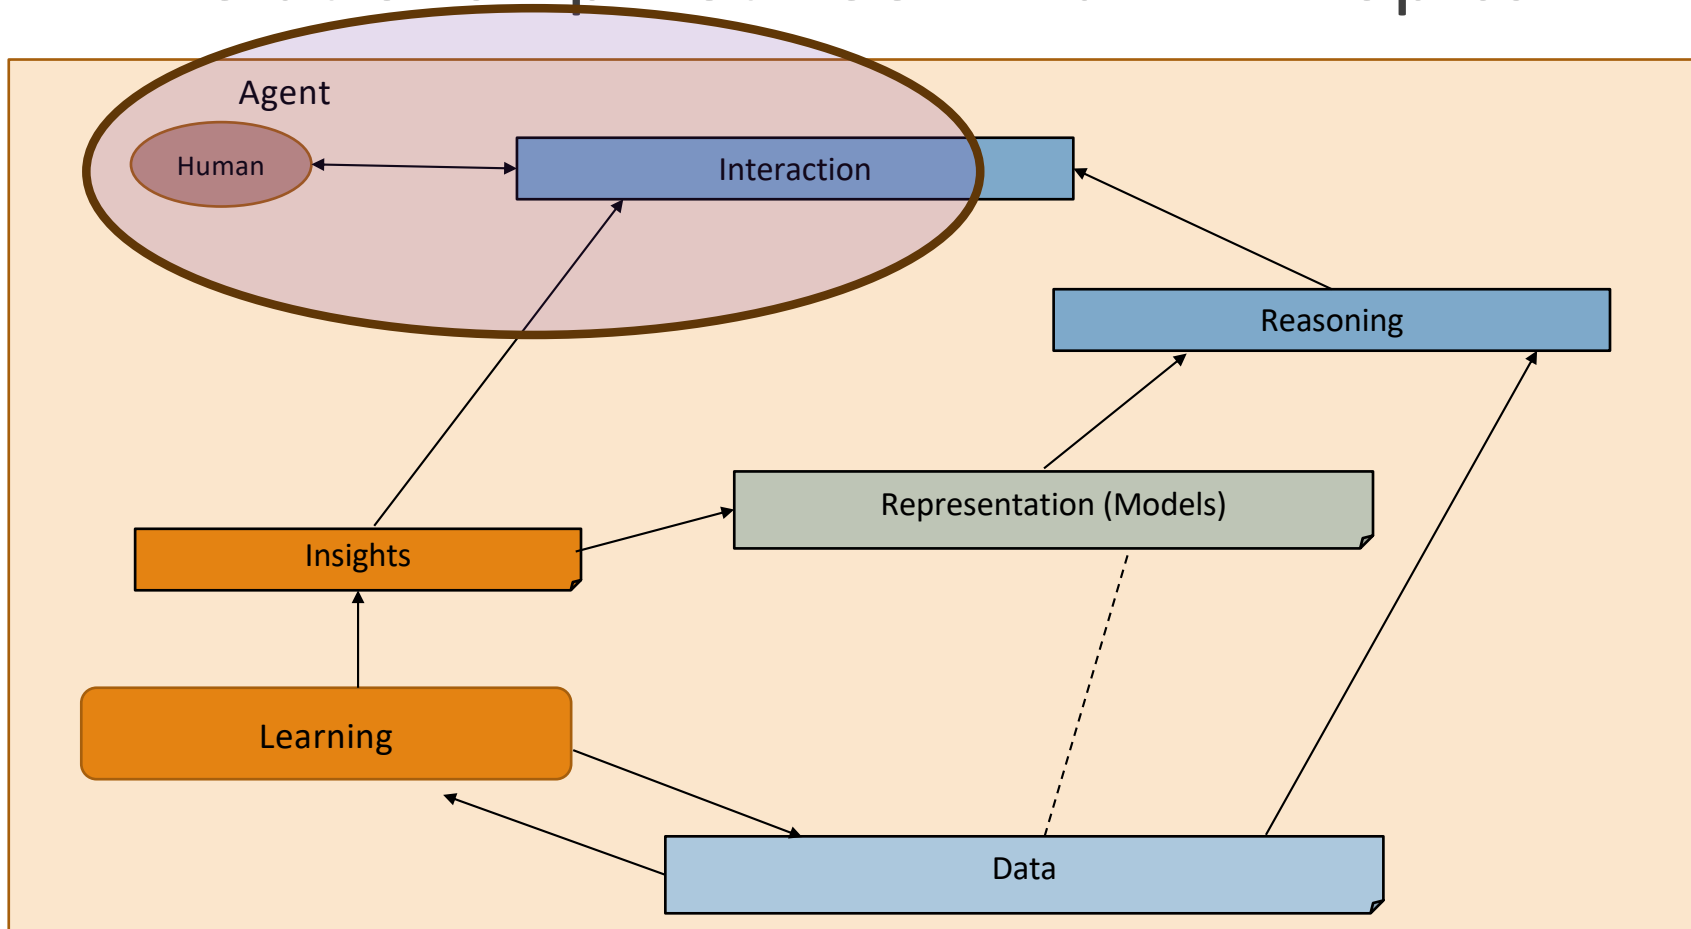 Agent
Human
Interaction
Reasoning
Representation (Models)
Insights
Learning
Data